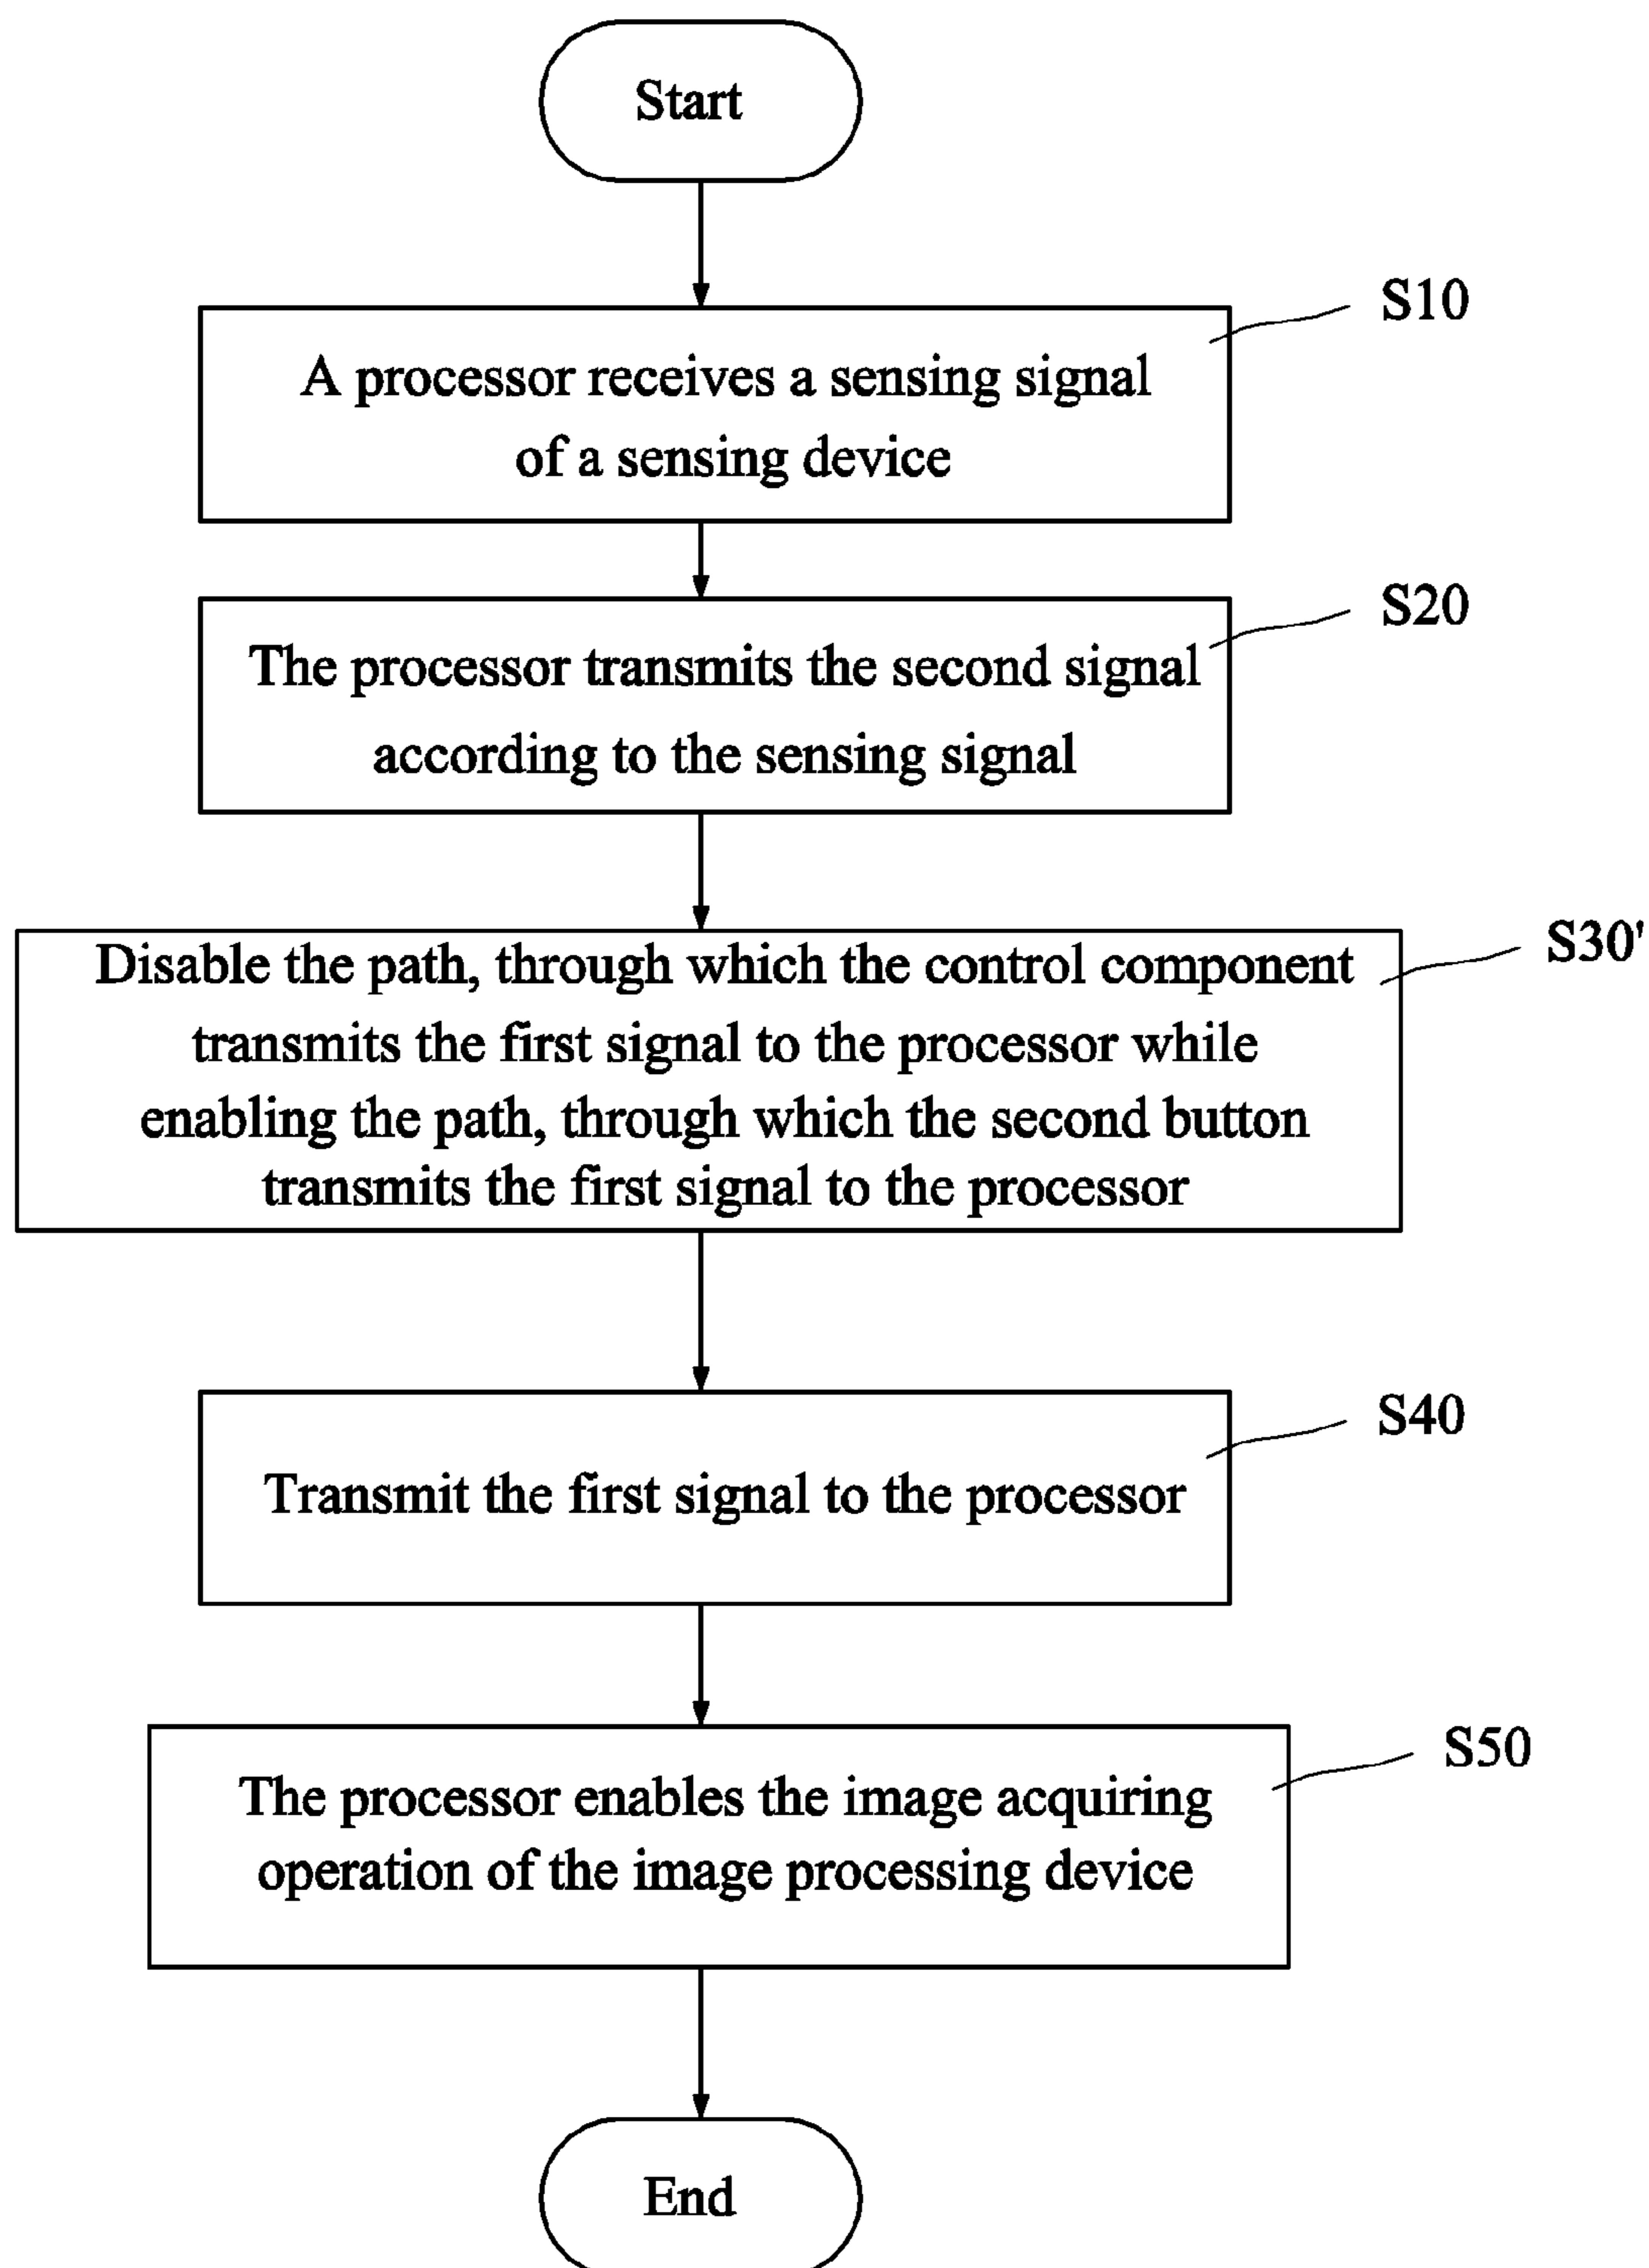 Start
S10
A processor receives a sensing signal
of a sensing device
S20
The processor transmits the second signal
according to the sensing signal
S30'
Disable the path, through which the control component
transmits the first signal to the processor while
enabling the path, through which the second button
transmits the first signal to the processor
S40
Transmit the first signal to the processor
S50
The processor enables the image acquiring
operation of the image processing device
End